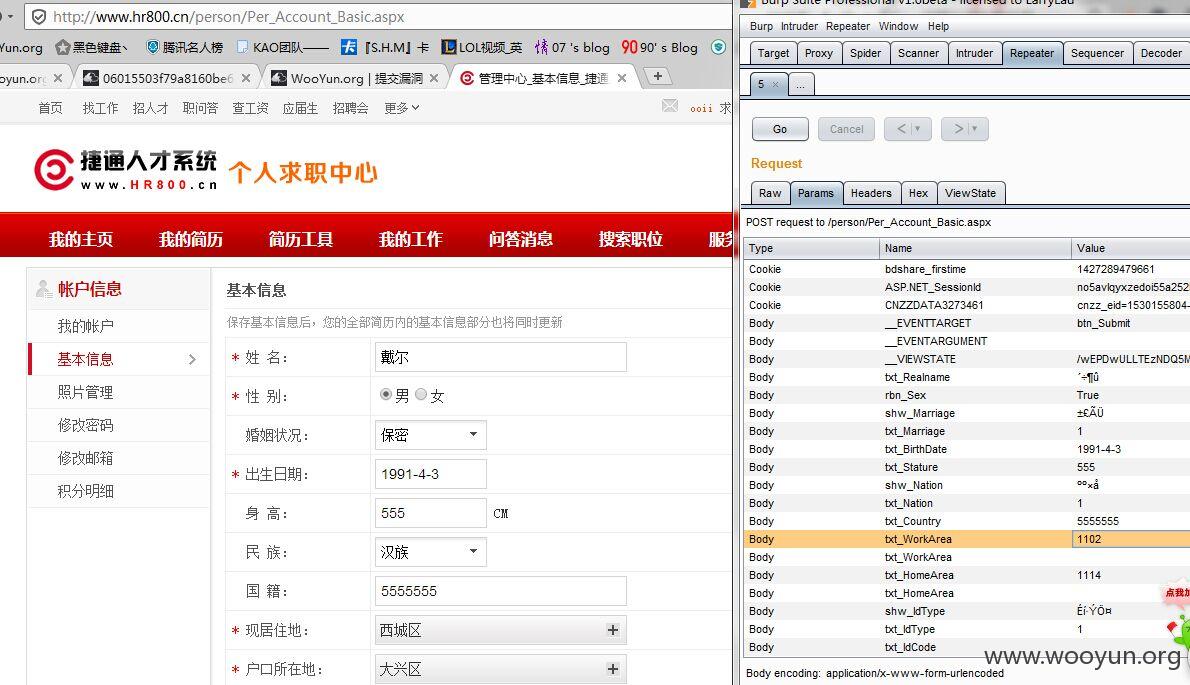 http://www.hr800.cn/person/Per_Account_Basic.aspx
Yun.org 黑色键盘丶 腾讯名人榜 KAO团队—— 『S.H.M』卡 LOL视频_英 情 07 's blog 90 90' s Blog
oyun.org 06015503f79a8160be6 WooYun.org | 提交漏洞 管理中心_基本信息_捷通
首页 找工作 招人才 职问答 查工资 应届生 招聘会 更多 ooii 求
捷通人才系统
www.HR800.cn
个人求职中心
我的主页 我的简历 简历工具 我的工作 问答消息 搜索职位 服务
帐户信息
我的帐户
基本信息
照片管理
修改密码
修改邮箱
积分明细
基本信息
保存基本信息后，您的全部简历内的基本信息部分也将同时更新
* 姓 名： 戴尔
* 性 别： 男 女
婚姻状况： 保密
* 出生日期： 1991-4-3
身 高： 555 CM
民 族： 汉族
国 籍： 5555555
* 现居住地： 西城区 +
* 户口所在地： 大兴区 +
Burp Suite Professional v1.6beta - licensed to LarryLau
Burp Intruder Repeater Window Help
Target Proxy Spider Scanner Intruder Repeater Sequencer Decoder
5 × ...
Go Cancel < > 
Request
Raw Params Headers Hex ViewState
POST request to /person/Per_Account_Basic.aspx
Type Name Value
Cookie bdshare_firstime 1427289479661
Cookie ASP.NET_SessionId no5avlqyxzedoi55a252
Cookie CNZZDATA3273461 cnzz_eid=1530155804-
Body __EVENTTARGET btn_Submit
Body __EVENTARGUMENT
Body __VIEWSTATE /wEPDwULLTEzNDQ5M
Body txt_Realname ´÷¶û
Body rbn_Sex True
Body shw_Marriage ±£ÃÜ
Body txt_Marriage 1
Body txt_BirthDate 1991-4-3
Body txt_Stature 555
Body shw_Nation ºº×å
Body txt_Nation 1
Body txt_Country 5555555
Body txt_WorkArea 1102
Body txt_WorkArea
Body txt_HomeArea 1114
Body txt_HomeArea
Body shw_IdType Éí·ÝÖ¤
Body txt_IdType 1
Body txt_IdCode
Body encoding: application/x-www-form-urlencoded
点我加
www.wooyun.org